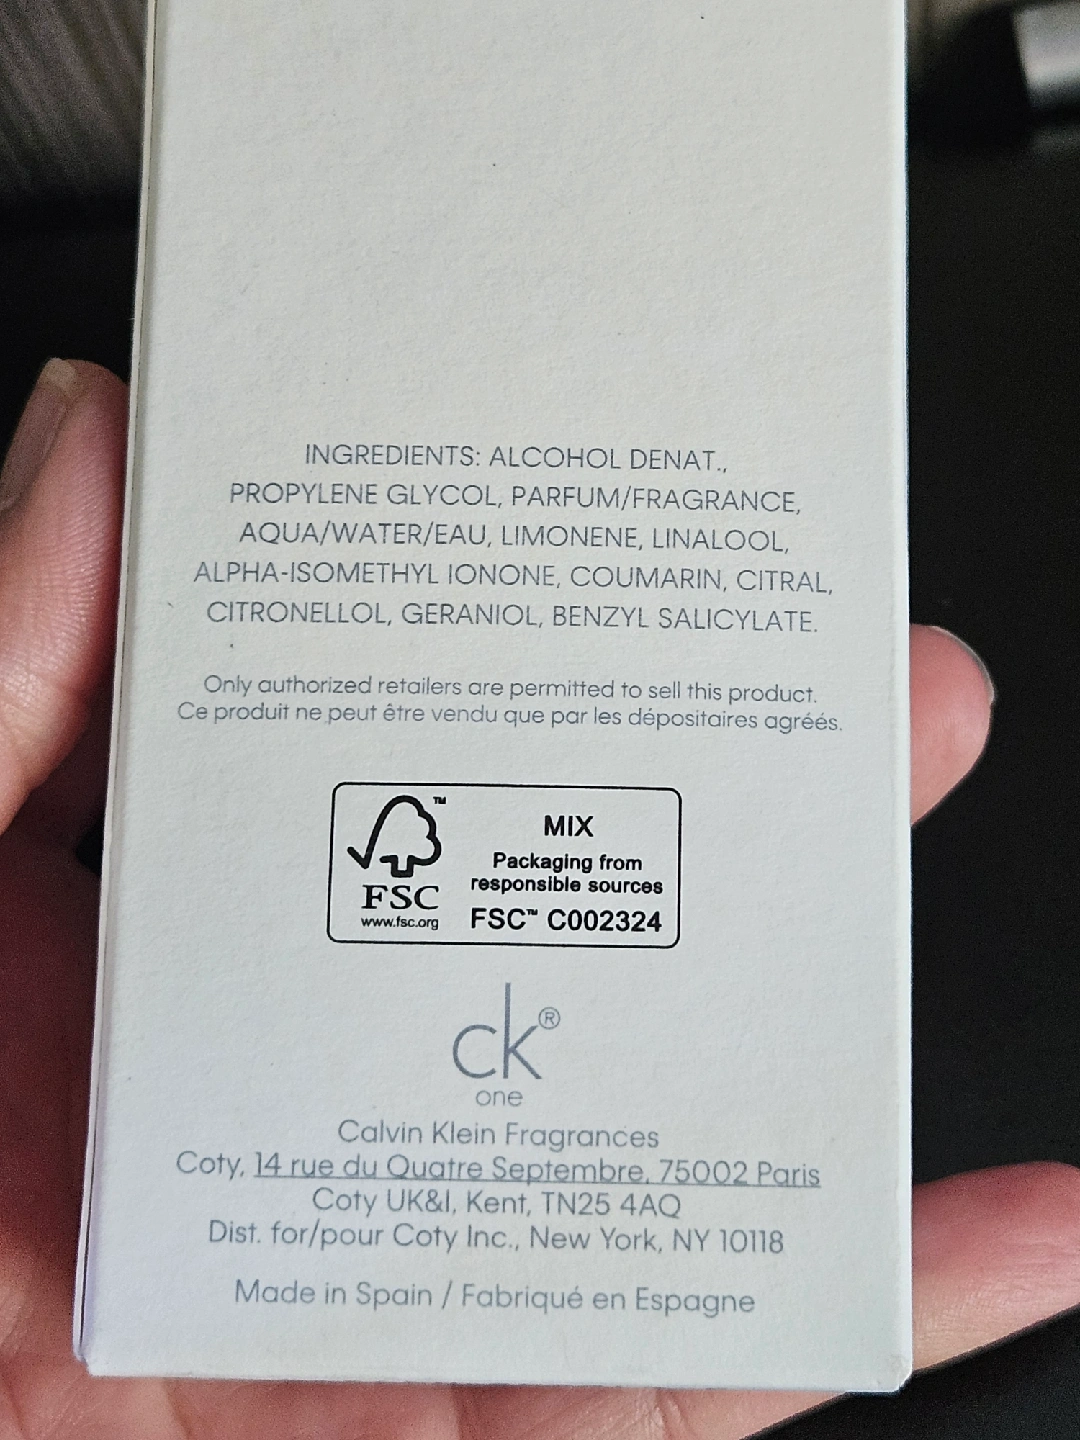 INGREDIENTS: ALCOHOL DENAT.,
PROPYLENE GLYCOL, PARFUM/FRAGRANCE,
AQUA/WATER/EAU, LIMONENE, LINALOOL,
ALPHA-ISOMETHYL IONONE, COUMARIN, CITRAL,
CITRONELLOL, GERANIOL, BENZYL SALICYLATE.
Only authorized retailers are permitted to sell this product.
Ce produit ne peut être vendu que par les dépositaires agréés.
™
FSC
www.fsc.org
MIX
Packaging from
responsible sources
FSC™ C002324
ck®
one
Calvin Klein Fragrances
Coty, 14 rue du Quatre Septembre, 75002 Paris
Coty UK&I, Kent, TN25 4AQ
Dist. for/pour Coty Inc., New York, NY 10118
Made in Spain / Fabriqué en Espagne